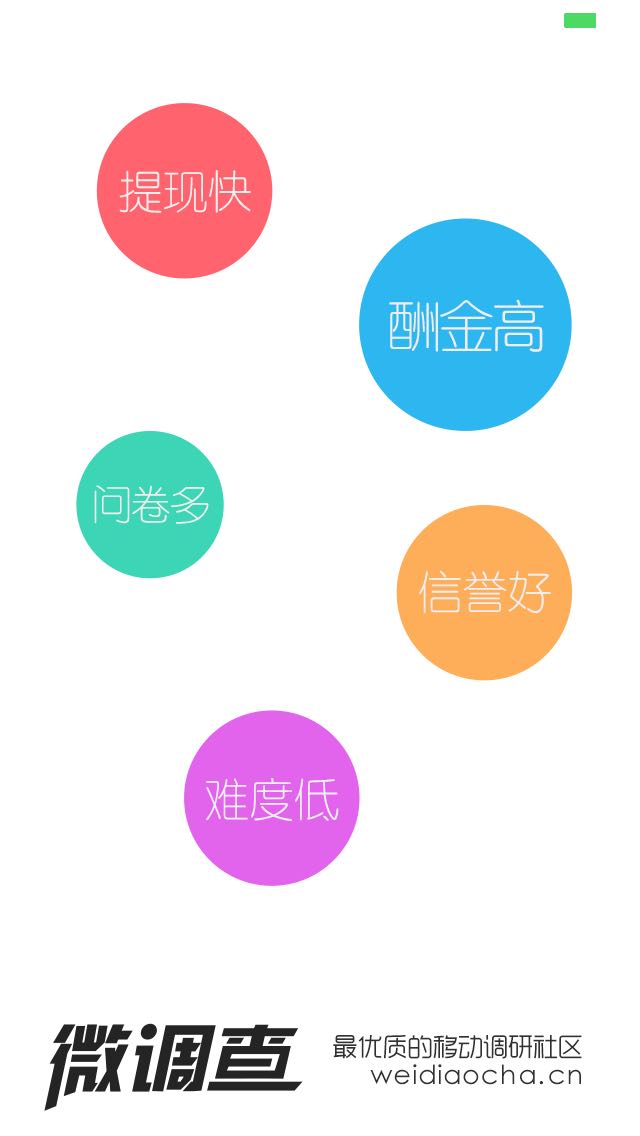 提现快
酬金高
问卷多
信誉好
难度低
微调查
最优质的移动调研社区
weidiaocha.cn